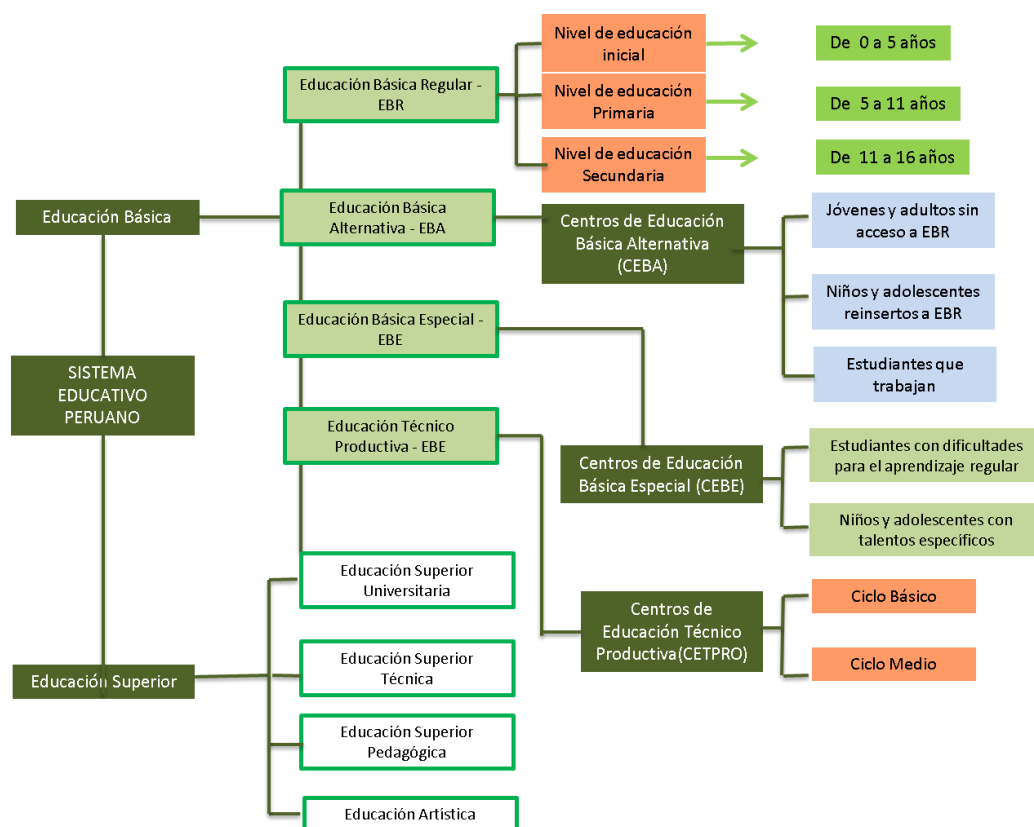 Nivel de educación
inicial
De 0 a 5 años
Educación Básica Regular -
EBR
Nivel de educación
Primaria
De 5 a 11 años
Nivel de educación
Secundaria
De 11 a 16 años
Educación Básica
Educación Básica
Alternativa - EBA
Centros de Educación
Básica Alternativa
(CEBA)
Jóvenes y adultos sin
acceso a EBR
Niños y adolescentes
reinsertos a EBR
Estudiantes que
trabajan
Educación Básica Especial -
EBE
SISTEMA
EDUCATIVO
PERUANO
Educación Técnico
Productiva - EBE
Centros de Educación
Básica Especial (CEBE)
Estudiantes con dificultades
para el aprendizaje regular
Niños y adolescentes con
talentos específicos
Educación Superior
Universitaria
Centros de
Educación Técnico
Productiva(CETPRO)
Ciclo Básico
Ciclo Medio
Educación Superior
Educación Superior
Técnica
Educación Superior
Pedagógica
Educación Artística